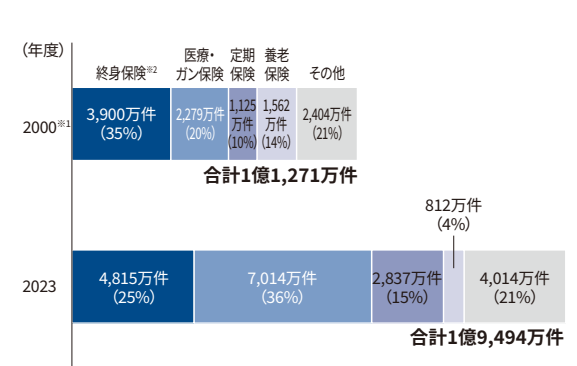 （年度）
終身保険※2
医療・
ガン保険
定期
保険
養老
保険
その他
2000※1
3,900万件
（35%）
2,279万件
（20%）
1,125
万件
（10%）
1,562
万件
（14%）
2,404万件
（21%）
合計1億1,271万件
812万件
（4%）
2023
4,815万件
（25%）
7,014万件
（36%）
2,837万件
（15%）
4,014万件
（21%）
合計1億9,494万件